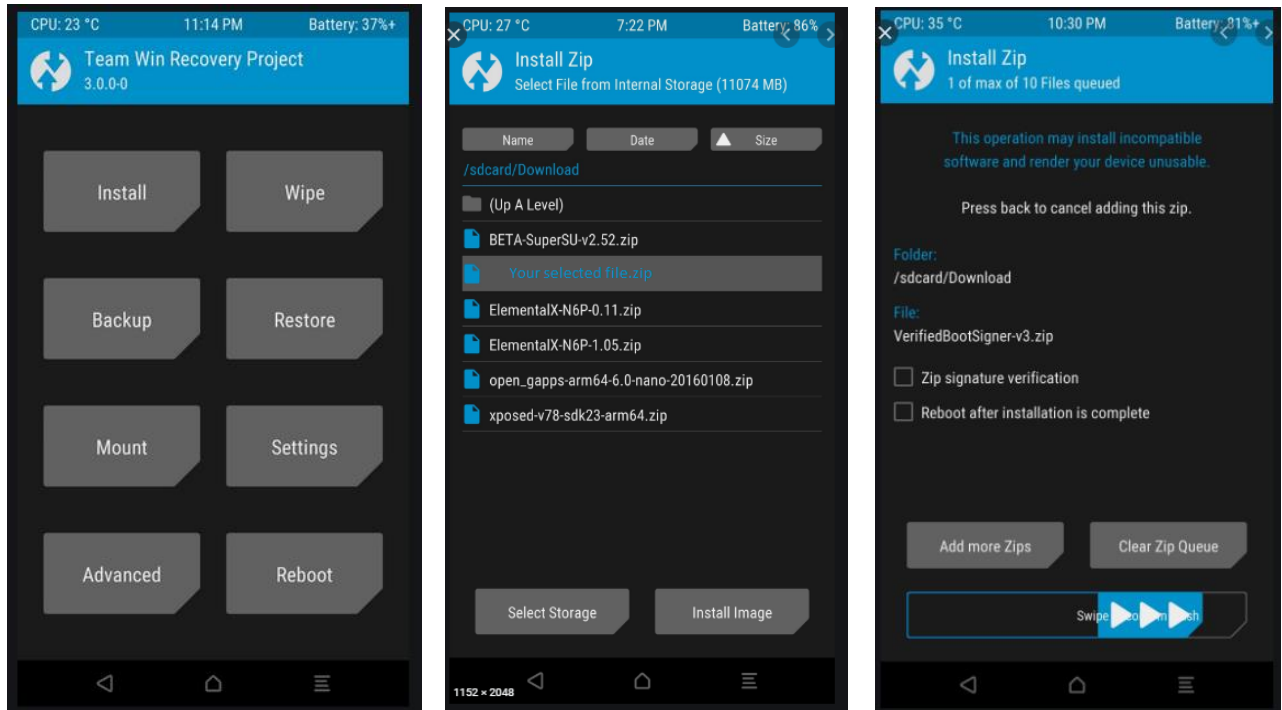 CPU: 23 °C 11:14 PM Battery: 37%+
Team Win Recovery Project
3.0.0-0
Install Wipe
Backup Restore
Mount Settings
Advanced Reboot
CPU: 27 °C 7:22 PM Battery: 86%
Install Zip
Select File from Internal Storage (11074 MB)
Name Date Size
/sdcard/Download
(Up A Level)
BETA-SuperSU-v2.52.zip
Your selected file.zip
ElementalX-N6P-0.11.zip
ElementalX-N6P-1.05.zip
open_gapps-arm64-6.0-nano-20160108.zip
xposed-v78-sdk23-arm64.zip
Select Storage Install Image
1152 × 2048
CPU: 35 °C 10:30 PM Battery: 81%+
Install Zip
1 of max of 10 Files queued
This operation may install incompatible
software and render your device unusable.
Press back to cancel adding this zip.
Folder:
/sdcard/Download
File:
VerifiedBootSigner-v3.zip
Zip signature verification
Reboot after installation is complete
Add more Zips Clear Zip Queue
Swipe